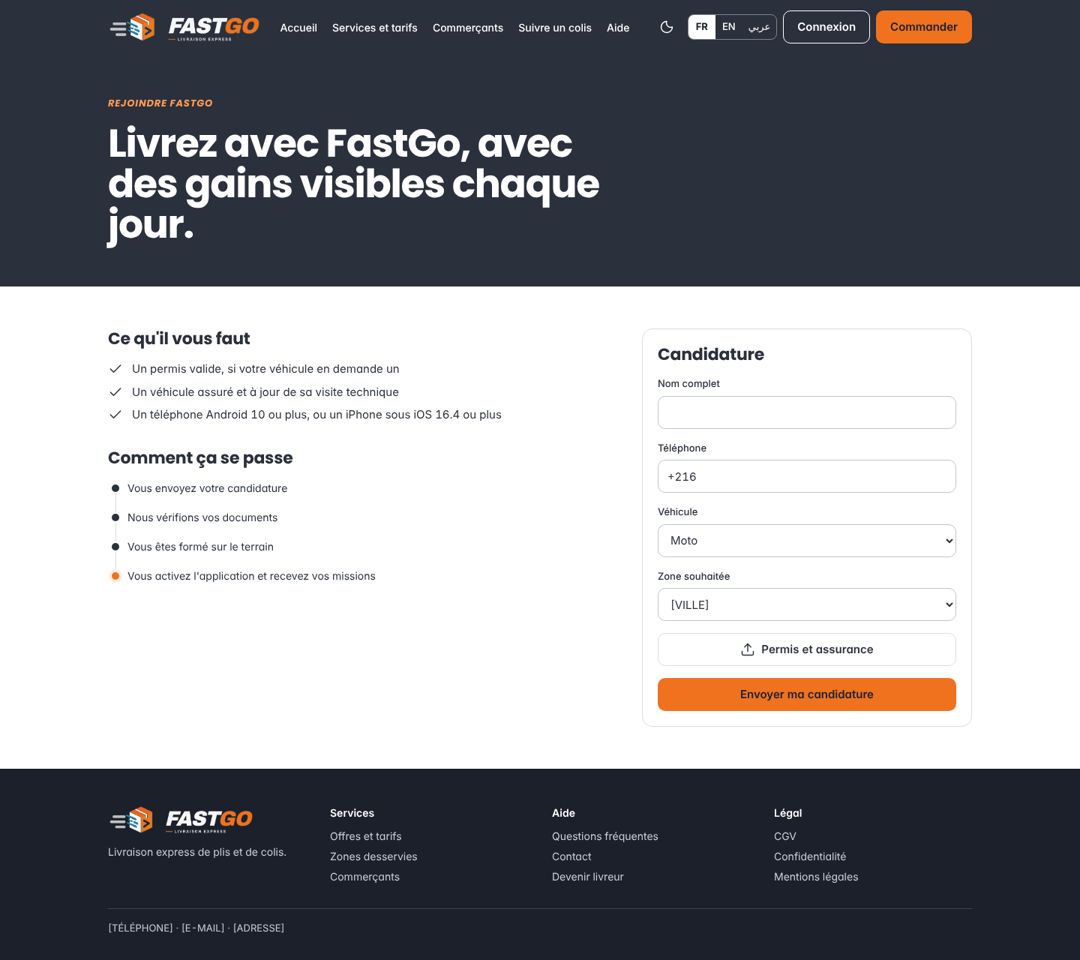 FASTGO
LIVRAISON EXPRESS
Accueil
Services et tarifs
Commerçants
Suivre un colis
Aide
FR
EN
عربي
Connexion
Commander
REJOINDRE FASTGO
Livrez avec FastGo, avec
des gains visibles chaque
jour.
Ce qu'il vous faut
Un permis valide, si votre véhicule en demande un
Un véhicule assuré et à jour de sa visite technique
Un téléphone Android 10 ou plus, ou un iPhone sous iOS 16.4 ou plus
Comment ça se passe
Vous envoyez votre candidature
Nous vérifions vos documents
Vous êtes formé sur le terrain
Vous activez l'application et recevez vos missions
Candidature
Nom complet
Téléphone
+216
Véhicule
Moto
Zone souhaitée
[VILLE]
Permis et assurance
Envoyer ma candidature
FASTGO
LIVRAISON EXPRESS
Livraison express de plis et de colis.
Services
Offres et tarifs
Zones desservies
Commerçants
Aide
Questions fréquentes
Contact
Devenir livreur
Légal
CGV
Confidentialité
Mentions légales
[TÉLÉPHONE] · [E-MAIL] · [ADRESSE]